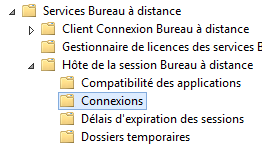 Services Bureau à distance
Client Connexion Bureau à distance
Gestionnaire de licences des services B
Hôte de la session Bureau à distance
Compatibilité des applications
Connexions
Délais d'expiration des sessions
Dossiers temporaires